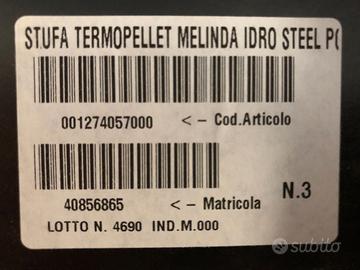 STUFA TERMOPELLET MELINDA IDRO STEEL
001274057000 <- Cod.Articolo
40856865 <- Matricola N.3
LOTTO N. 4690 IND.M.000
subito